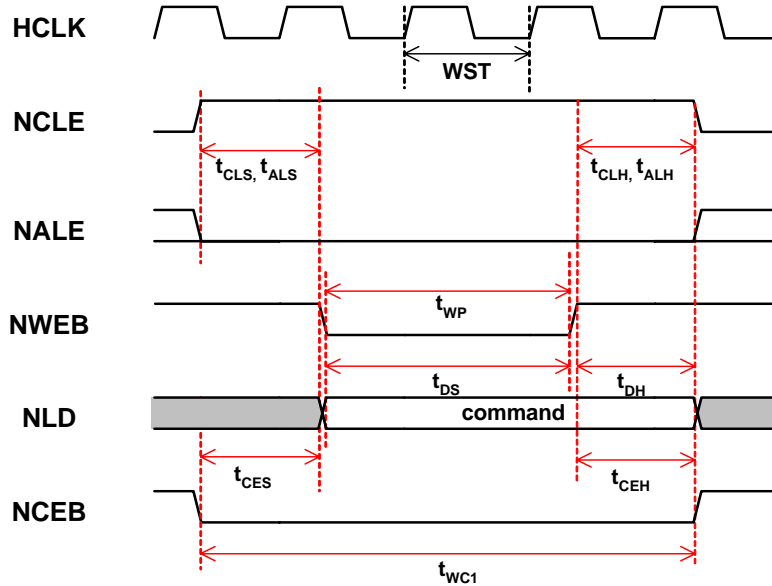 HCLK
WST
NCLE
tCLS, tALS
tCLH, tALH
NALE
tWP
NWEB
tDS
tDH
NLD
command
tCES
tCEH
NCEB
tWC1